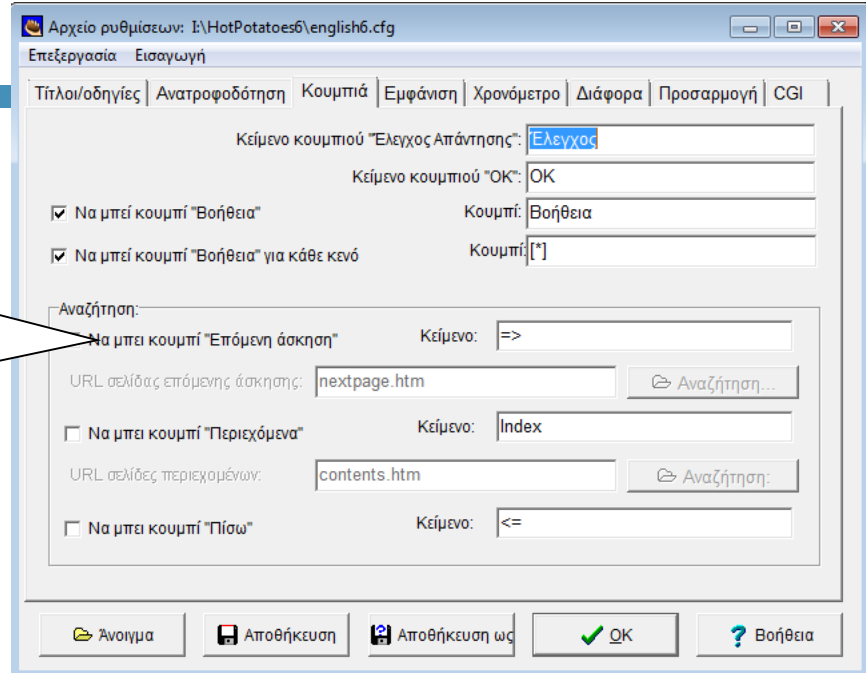 Αρχείο ρυθμίσεων: I:\HotPotatoes6\english6.cfg
Επεξεργασία Εισαγωγή
Τίτλοι/οδηγίες Ανατροφοδότηση Κουμπιά Εμφάνιση Χρονόμετρο Διάφορα Προσαρμογή CGI
Κείμενο κουμπιού "Έλεγχος Απάντησης": Έλεγχος
Κείμενο κουμπιού "OK": OK
Να μπεί κουμπί "Βοήθεια" Κουμπί: Βοήθεια
Να μπεί κουμπί "Βοήθεια" για κάθε κενό Κουμπί: [*]
Αναζήτηση:
Να μπει κουμπί "Επόμενη άσκηση" Κείμενο: =>
URL σελίδας επόμενης άσκησης: nextpage.htm Αναζήτηση...
Να μπει κουμπί "Περιεχόμενα" Κείμενο: Index
URL σελίδες περιεχομένων: contents.htm Αναζήτηση:
Να μπει κουμπί "Πίσω" Κείμενο: <=
Άνοιγμα Αποθήκευση Αποθήκευση ως OK Βοήθεια